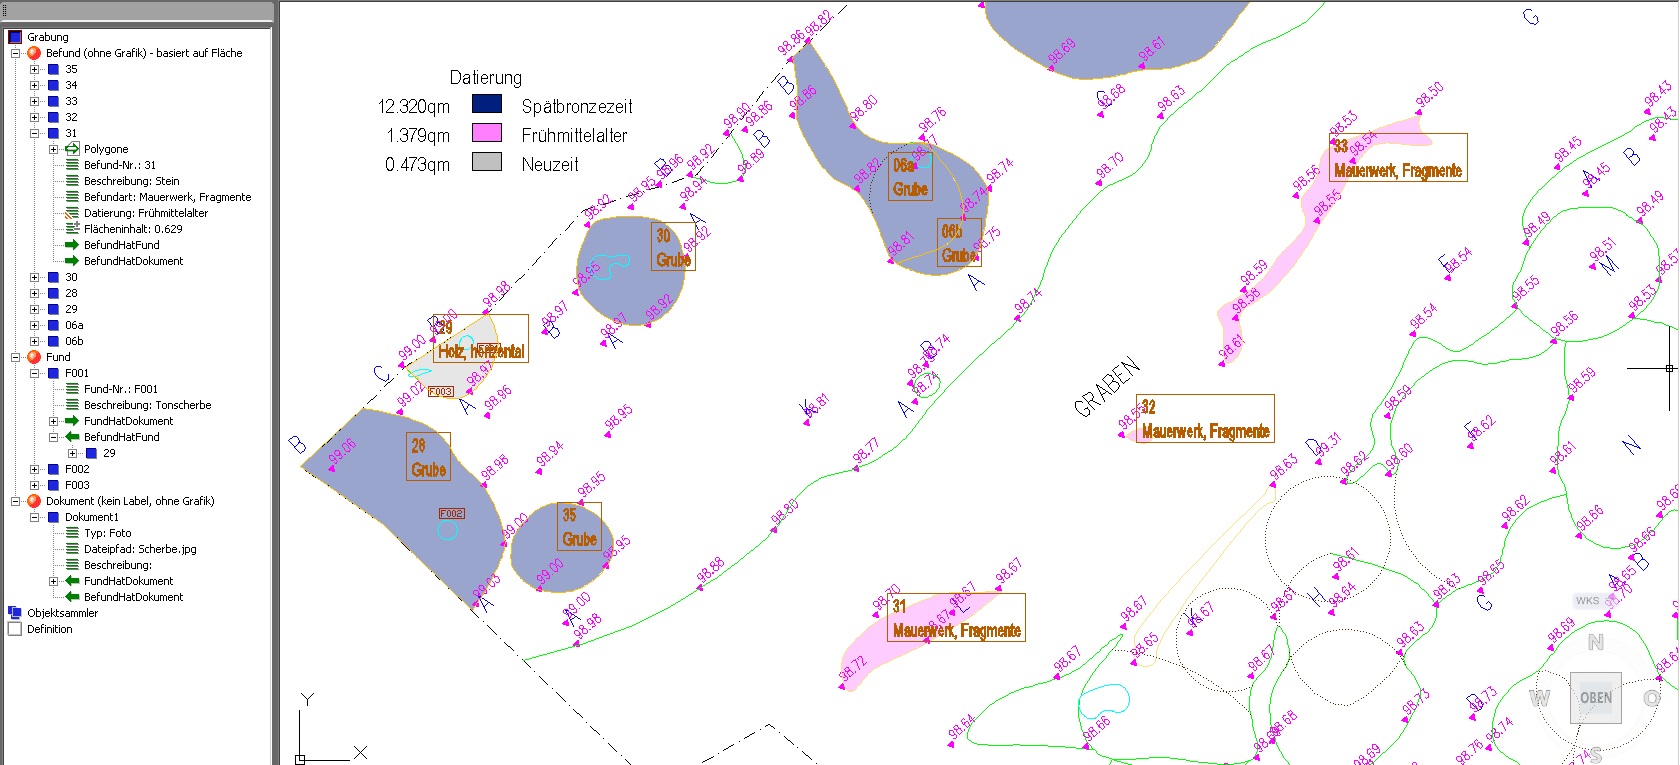 Grabung
Befund (ohne Grafik) - basiert auf Fläche
35
34
33
32
31
Polygone
Befund-Nr.: 31
Beschreibung: Stein
Befundart: Mauerwerk, Fragmente
Datierung: Frühmittelalter
Flächeninhalt: 0.629
BefundHatFund
BefundHatDokument
30
28
29
06a
06b
Fund
F001
Fund-Nr.: F001
Beschreibung: Tonscherbe
FundHatDokument
BefundHatFund
29
F002
F003
Dokument (kein Label, ohne Grafik)
Dokument1
Typ: Foto
Dateipfad: Scherbe.jpg
Beschreibung:
FundHatDokument
BefundHatDokument
Objektsammler
Definition
Datierung
12.320qm Spätbronzezeit
1.379qm Frühmittelalter
0.473qm Neuzeit
98.86
98.82
B
98.86
98.80
98.76
98.69
98.61
C
98.68
98.63
G
98.50
98.53
98.54
98.43
98.43
98.45
B
A
98.45
98.90
98.86
B
98.89
98.92
B
98.96
98.95
98.94
98.92
A
98.92
98.82
06a
Grube
98.74
98.74
06b
Grube
98.75
98.81
A
98.70
33
Mauerwerk, Fragmente
98.56
98.55
98.49
98.49
98.51
M
98.53
30
Grube
98.95
98.97
98.92
98.97
A
B
98.98
98.74
98.59
98.58
98.61
E
98.54
98.55
98.54
98.56
29
Holz, horizontal
99.00
99.00
C
F003
98.97
99.02
A
98.96
98.95
98.74
B
98.74
A
K
98.81
GRABEN
98.59
98.59
32
Mauerwerk, Fragmente
98.55
B
99.06
28
Grube
F002
98.98
98.94
98.95
98.77
D
99.31
98.63
98.62
98.60
F
98.62
98.61
N
35
Grube
99.00
98.95
99.00
99.03
A
99.00
A
98.98
98.80
98.88
98.62
98.66
98.66
B
98.65
A
98.70
98.61
98.64
H
98.61
98.63
98.65
G
98.70
98.67
98.67
98.67
L
31
Mauerwerk, Fragmente
98.72
98.67
98.65
K
98.67
98.67
98.67
98.63
WKS
98.69
98.64
N
W
OBEN
O
S
98.64
98.66
98.68
98.73
D
98.73
98.74
98.76
98.69
Y
X